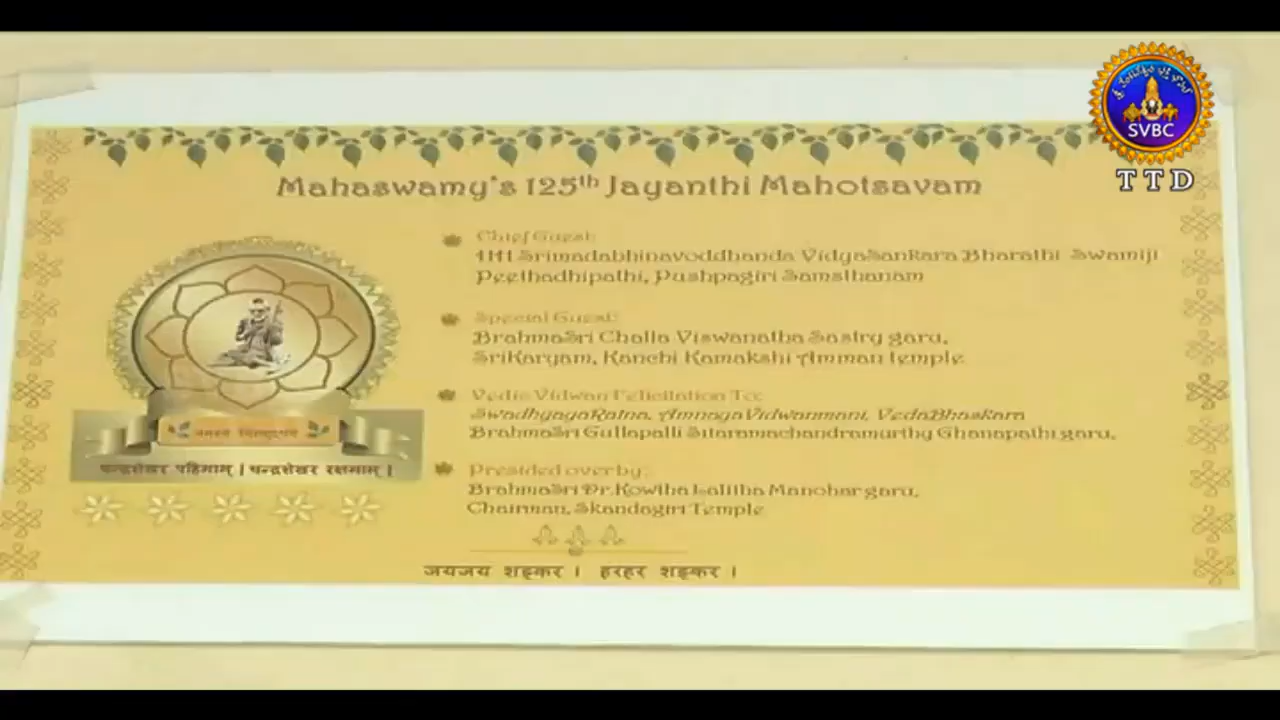 SVBC
TTD
Mahaswamy's 125th Jayanthi Mahotsavam
Chief Guest:
1111 Srimadabhinavoddhanda VidyaSankara Bharathi Swamiji
Peethadhipathi, Pushpagiri Samsthanam
Special Guest:
BrahmaSri Challa Viswanatha Sastry garu,
SriKaryam, Kanchi Kamakshi Amman temple
Vedic Vidwan Felicitation To:
SwadhyayaRatna, AmnayaVidwanmani, VedaBhaskara
BrahmaSri Gullapalli Sitaramachandramurthy Ghanapathi garu,
Presided over by:
BrahmaSri Dr.Kowtha Lalitha Manohar garu,
Chairman, Skandagiri Temple
चन्द्रशेखर पाहिमाम् | चन्द्रशेखर रक्षमाम् |
जयजय शङ्कर । हरहर शङ्कर ।